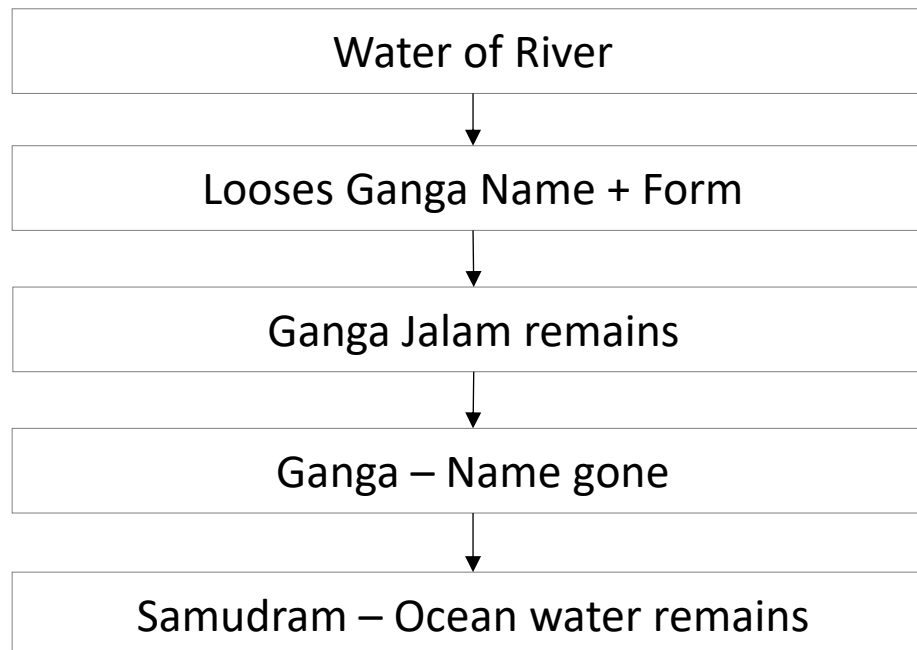 Water of River
Looses Ganga Name + Form
Ganga Jalam remains
Ganga – Name gone
Samudram – Ocean water remains